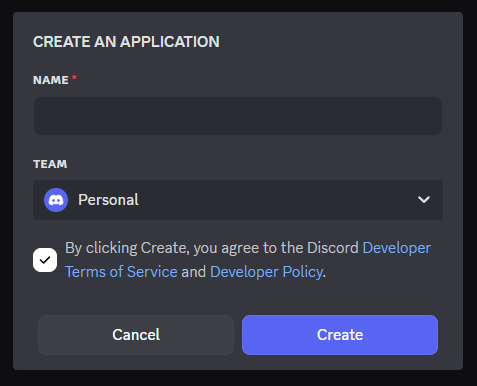 CREATE AN APPLICATION
NAME *
TEAM
Personal
By clicking Create, you agree to the Discord Developer
Terms of Service and Developer Policy.
Cancel
Create